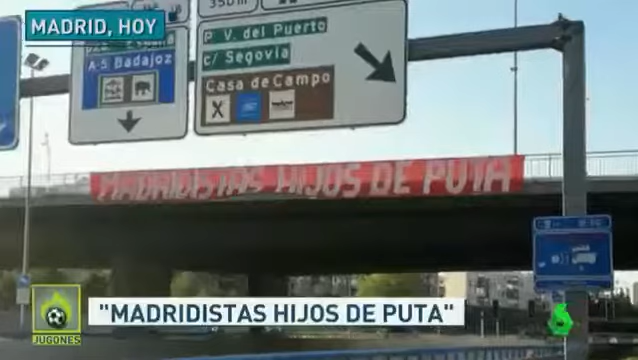 MADRID, HOY
350 m
P. V. del Puerto
c/ Segovia
Casa de Campo
A-5 Badajoz
MADRIDISTAS HIJOS DE PUTA
"MADRIDISTAS HIJOS DE PUTA"
JUGONES